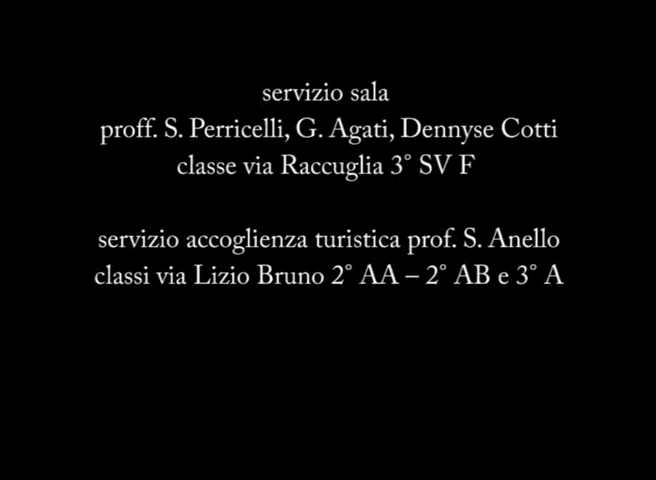 servizio sala
proff. S. Perricelli, G. Agati, Dennyse Cotti
classe via Raccuglia 3° SV F
servizio accoglienza turistica prof. S. Anello
classi via Lizio Bruno 2° AA – 2° AB e 3° A